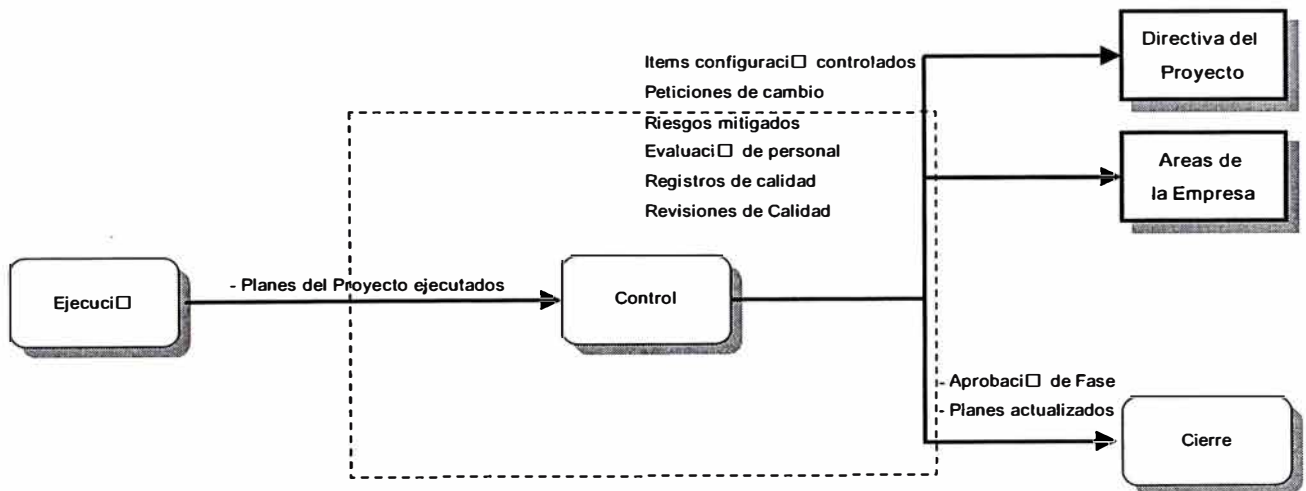 Directiva del
Proyecto
Items configuraci□ controlados
Peticiones de cambio
Riesgos mitigados
Evaluaci□ de personal
Registros de calidad
Revisiones de Calidad
Areas de
la Empresa
Ejecuci□
- Planes del Proyecto ejecutados
Control
- Aprobaci□ de Fase
- Planes actualizados
Cierre